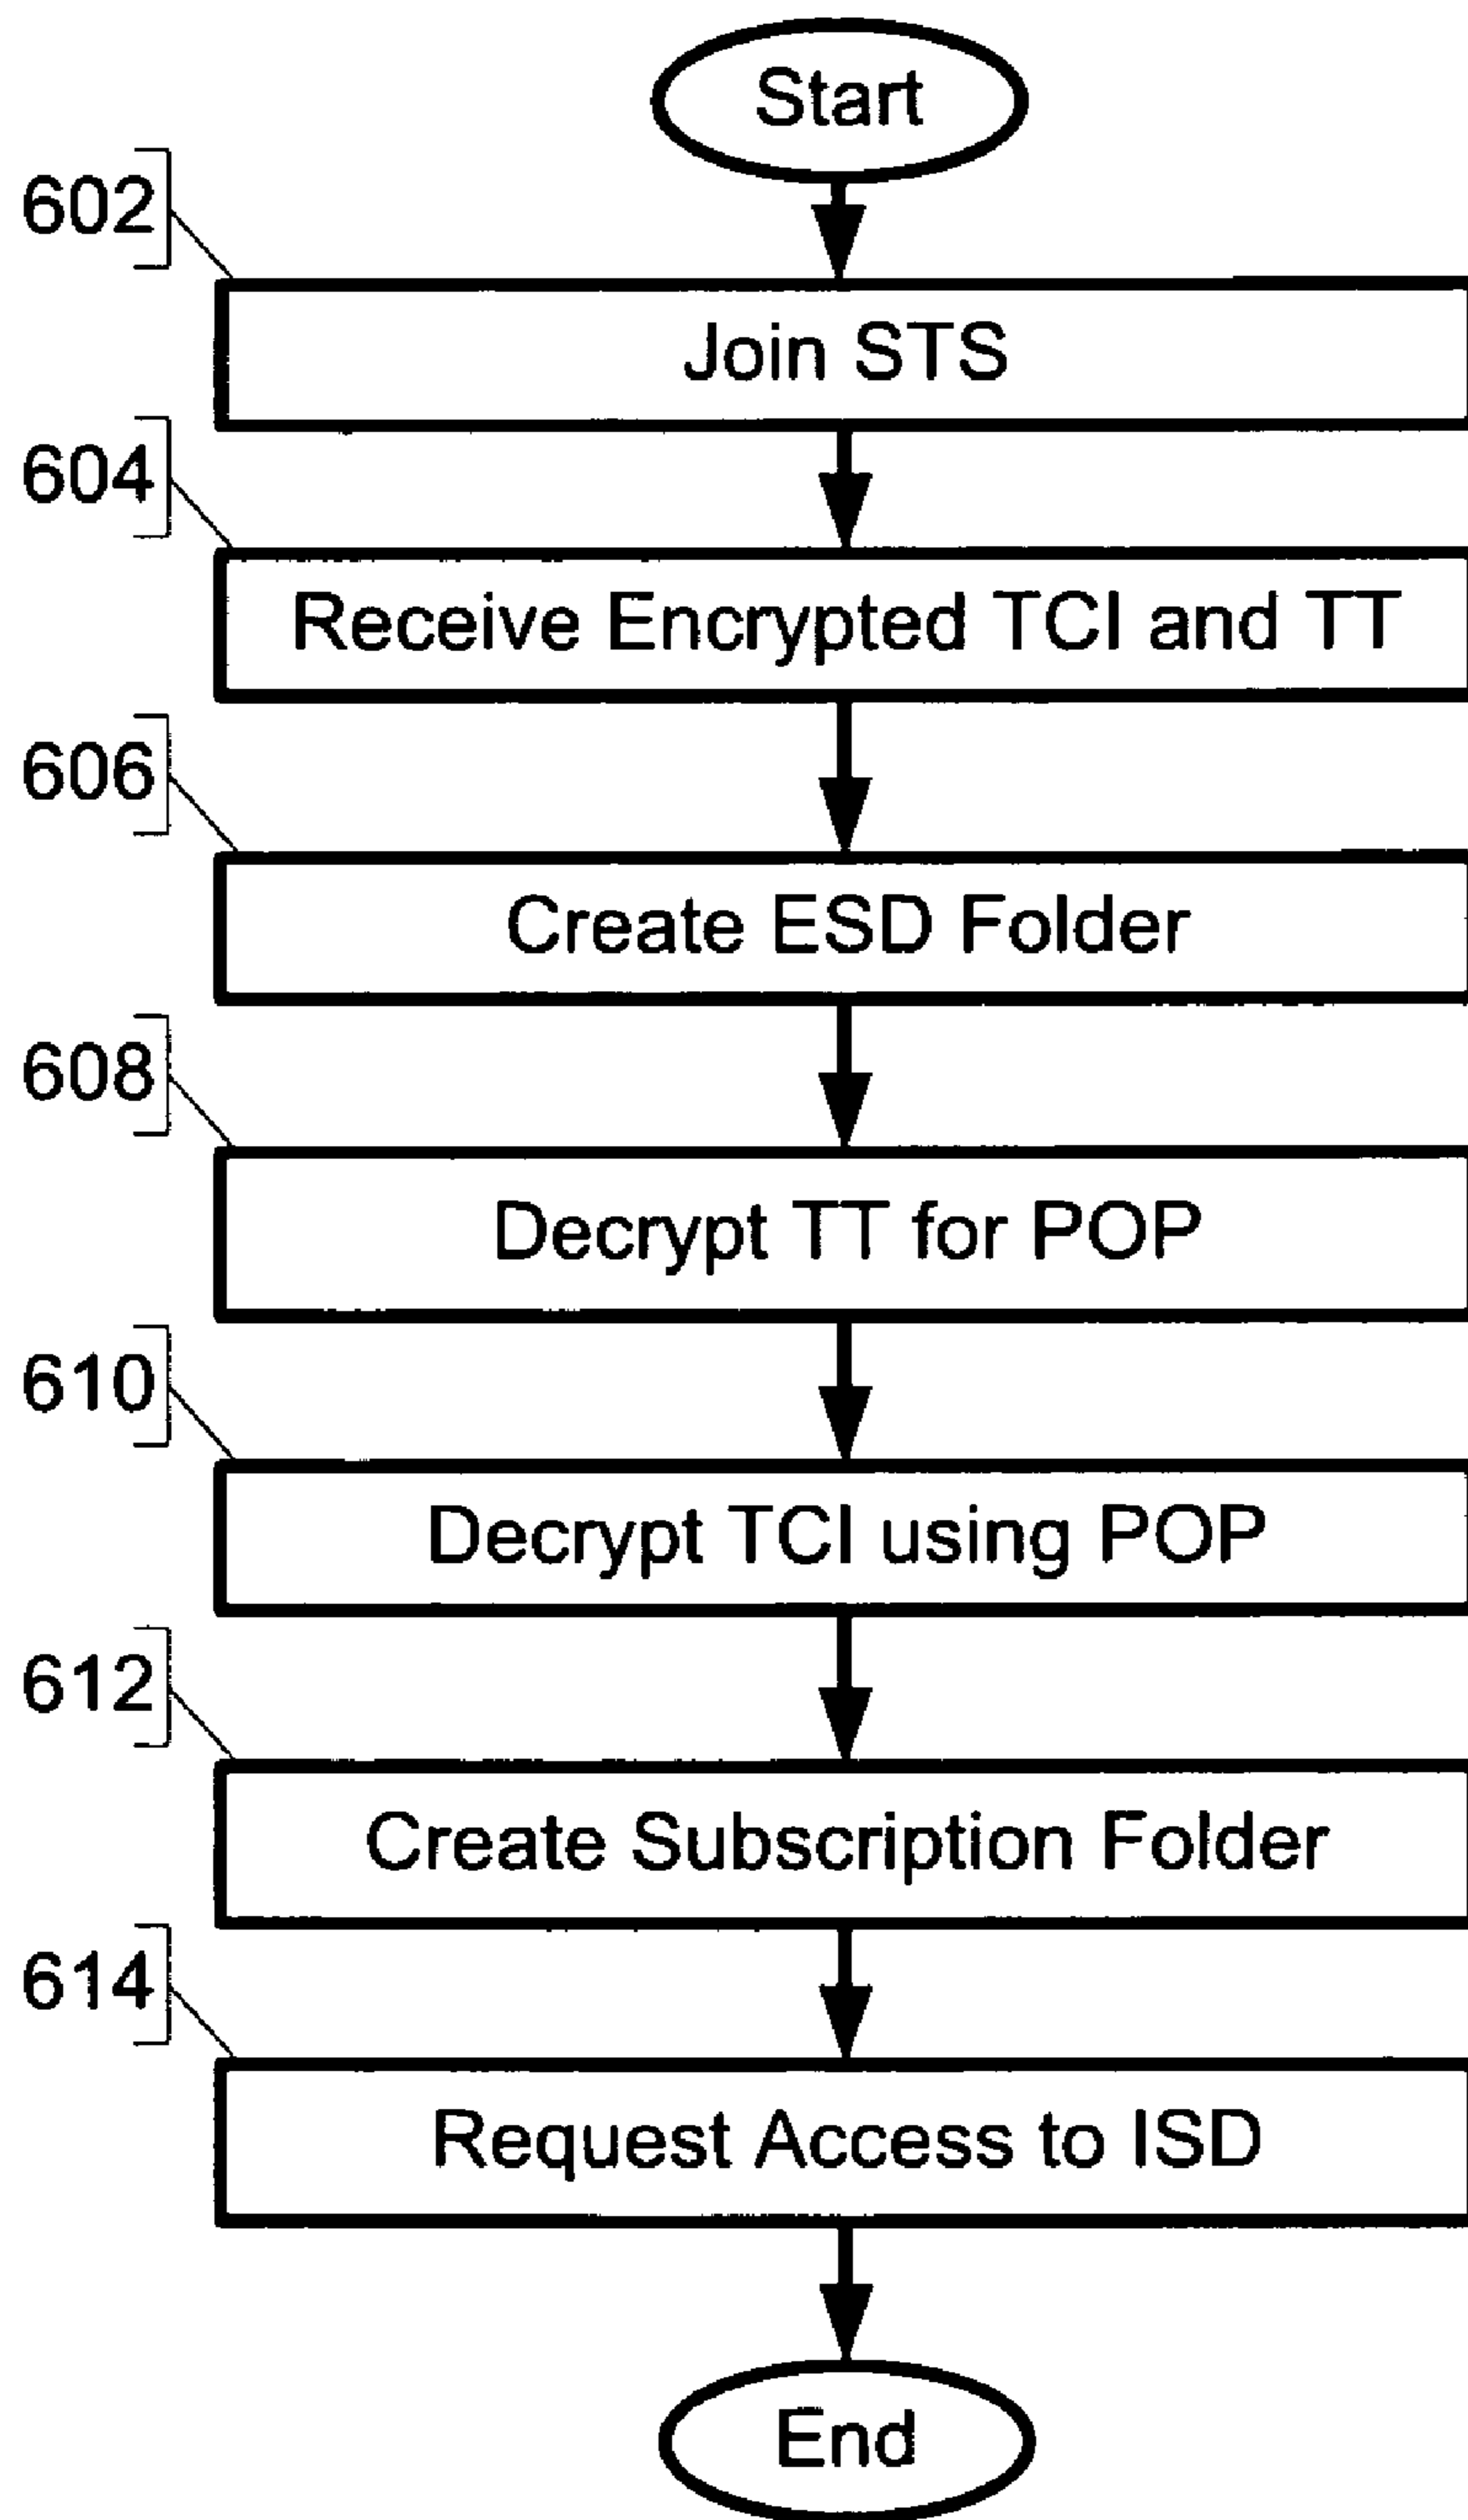 Start
602
Join STS
604
Receive Encrypted TCI and TT
606
Create ESD Folder
608
Decrypt TT for POP
610
Decrypt TCI using POP
612
Create Subscription Folder
614
Request Access to ISD
End